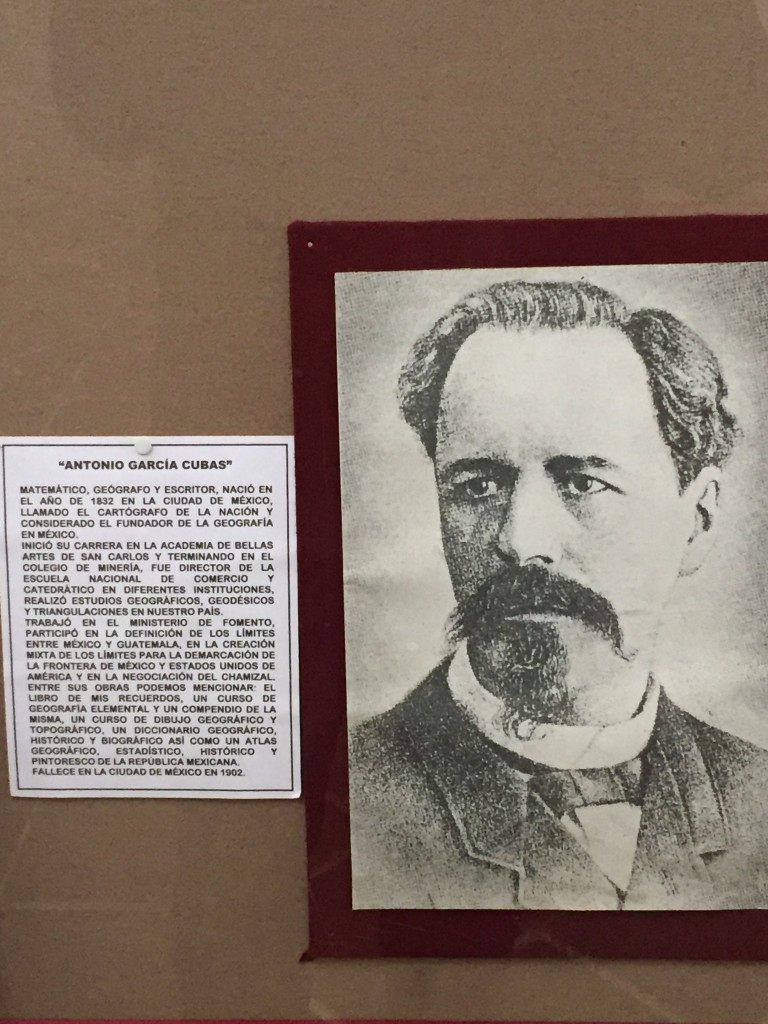 "ANTONIO GARCÍA CUBAS"
MATEMÁTICO, GEÓGRAFO Y ESCRITOR, NACIÓ EN
EL AÑO DE 1832 EN LA CIUDAD DE MÉXICO,
LLAMADO EL CARTÓGRAFO DE LA NACIÓN Y
CONSIDERADO EL FUNDADOR DE LA GEOGRAFÍA
EN MÉXICO.
INICIÓ SU CARRERA EN LA ACADEMIA DE BELLAS
ARTES DE SAN CARLOS Y TERMINANDO EN EL
COLEGIO DE MINERÍA, FUE DIRECTOR DE LA
ESCUELA NACIONAL DE COMERCIO Y
CATEDRÁTICO EN DIFERENTES INSTITUCIONES,
REALIZÓ ESTUDIOS GEOGRÁFICOS, GEODÉSICOS
Y TRIANGULACIONES EN NUESTRO PAÍS.
TRABAJÓ EN EL MINISTERIO DE FOMENTO,
PARTICIPÓ EN LA DEFINICIÓN DE LOS LÍMITES
ENTRE MÉXICO Y GUATEMALA, EN LA CREACIÓN
MIXTA DE LOS LÍMITES PARA LA DEMARCACIÓN DE
LA FRONTERA DE MÉXICO Y ESTADOS UNIDOS DE
AMÉRICA Y EN LA NEGOCIACIÓN DEL CHAMIZAL.
ENTRE SUS OBRAS PODEMOS MENCIONAR: EL
LIBRO DE MIS RECUERDOS, UN CURSO DE
GEOGRAFÍA ELEMENTAL Y UN COMPENDIO DE LA
MISMA, UN CURSO DE DIBUJO GEOGRÁFICO Y
TOPOGRÁFICO, UN DICCIONARIO GEOGRÁFICO,
HISTÓRICO Y BIOGRÁFICO ASÍ COMO UN ATLAS
GEOGRÁFICO, ESTADÍSTICO, HISTÓRICO Y
PINTORESCO DE LA REPÚBLICA MEXICANA.
FALLECE EN LA CIUDAD DE MÉXICO EN 1902.